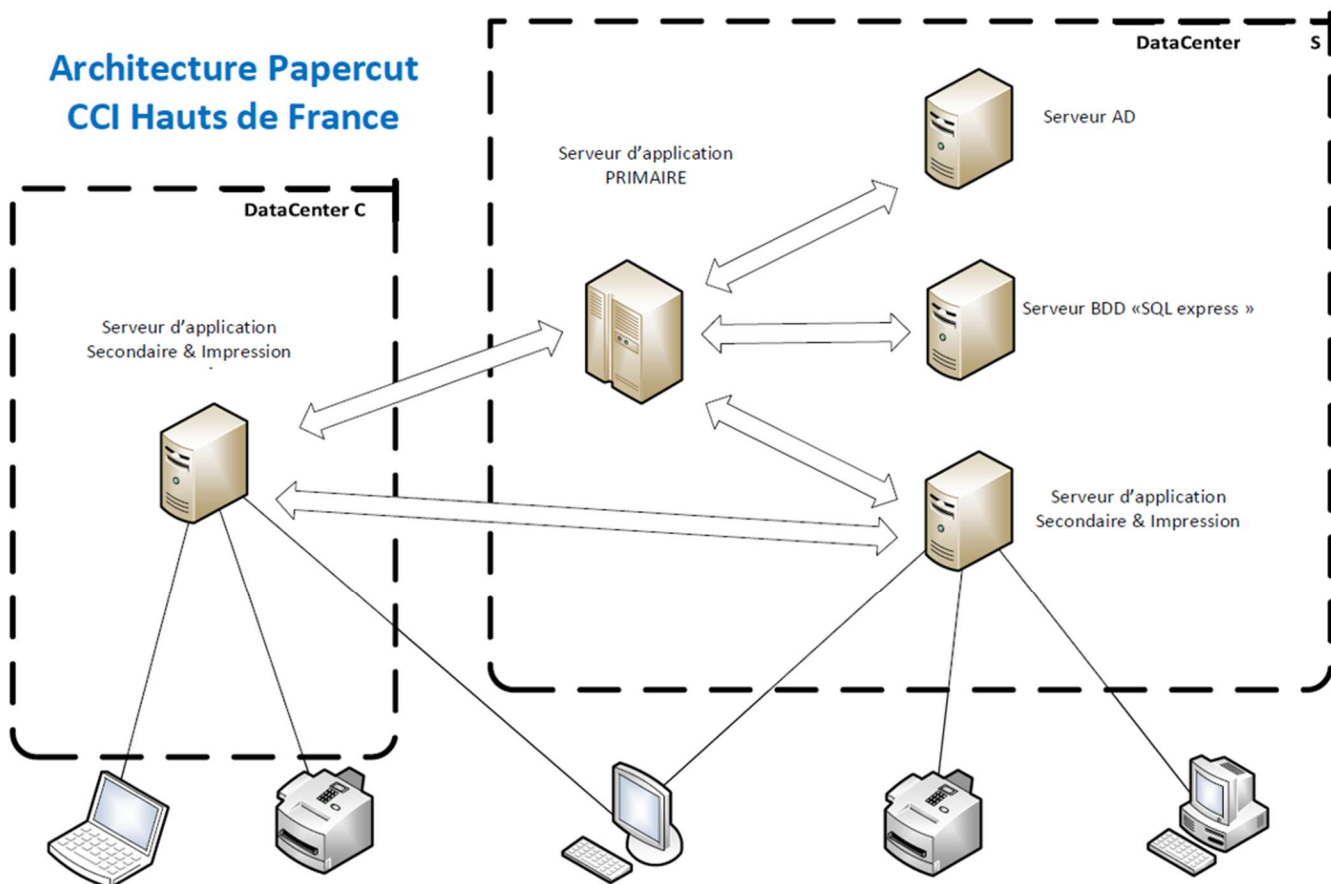 Architecture Papercut
CCI Hauts de France
DataCenter S
Serveur AD
Serveur d'application
PRIMAIRE
DataCenter C
Serveur BDD «SQL express »
Serveur d'application
Secondaire & Impression
Serveur d'application
Secondaire & Impression